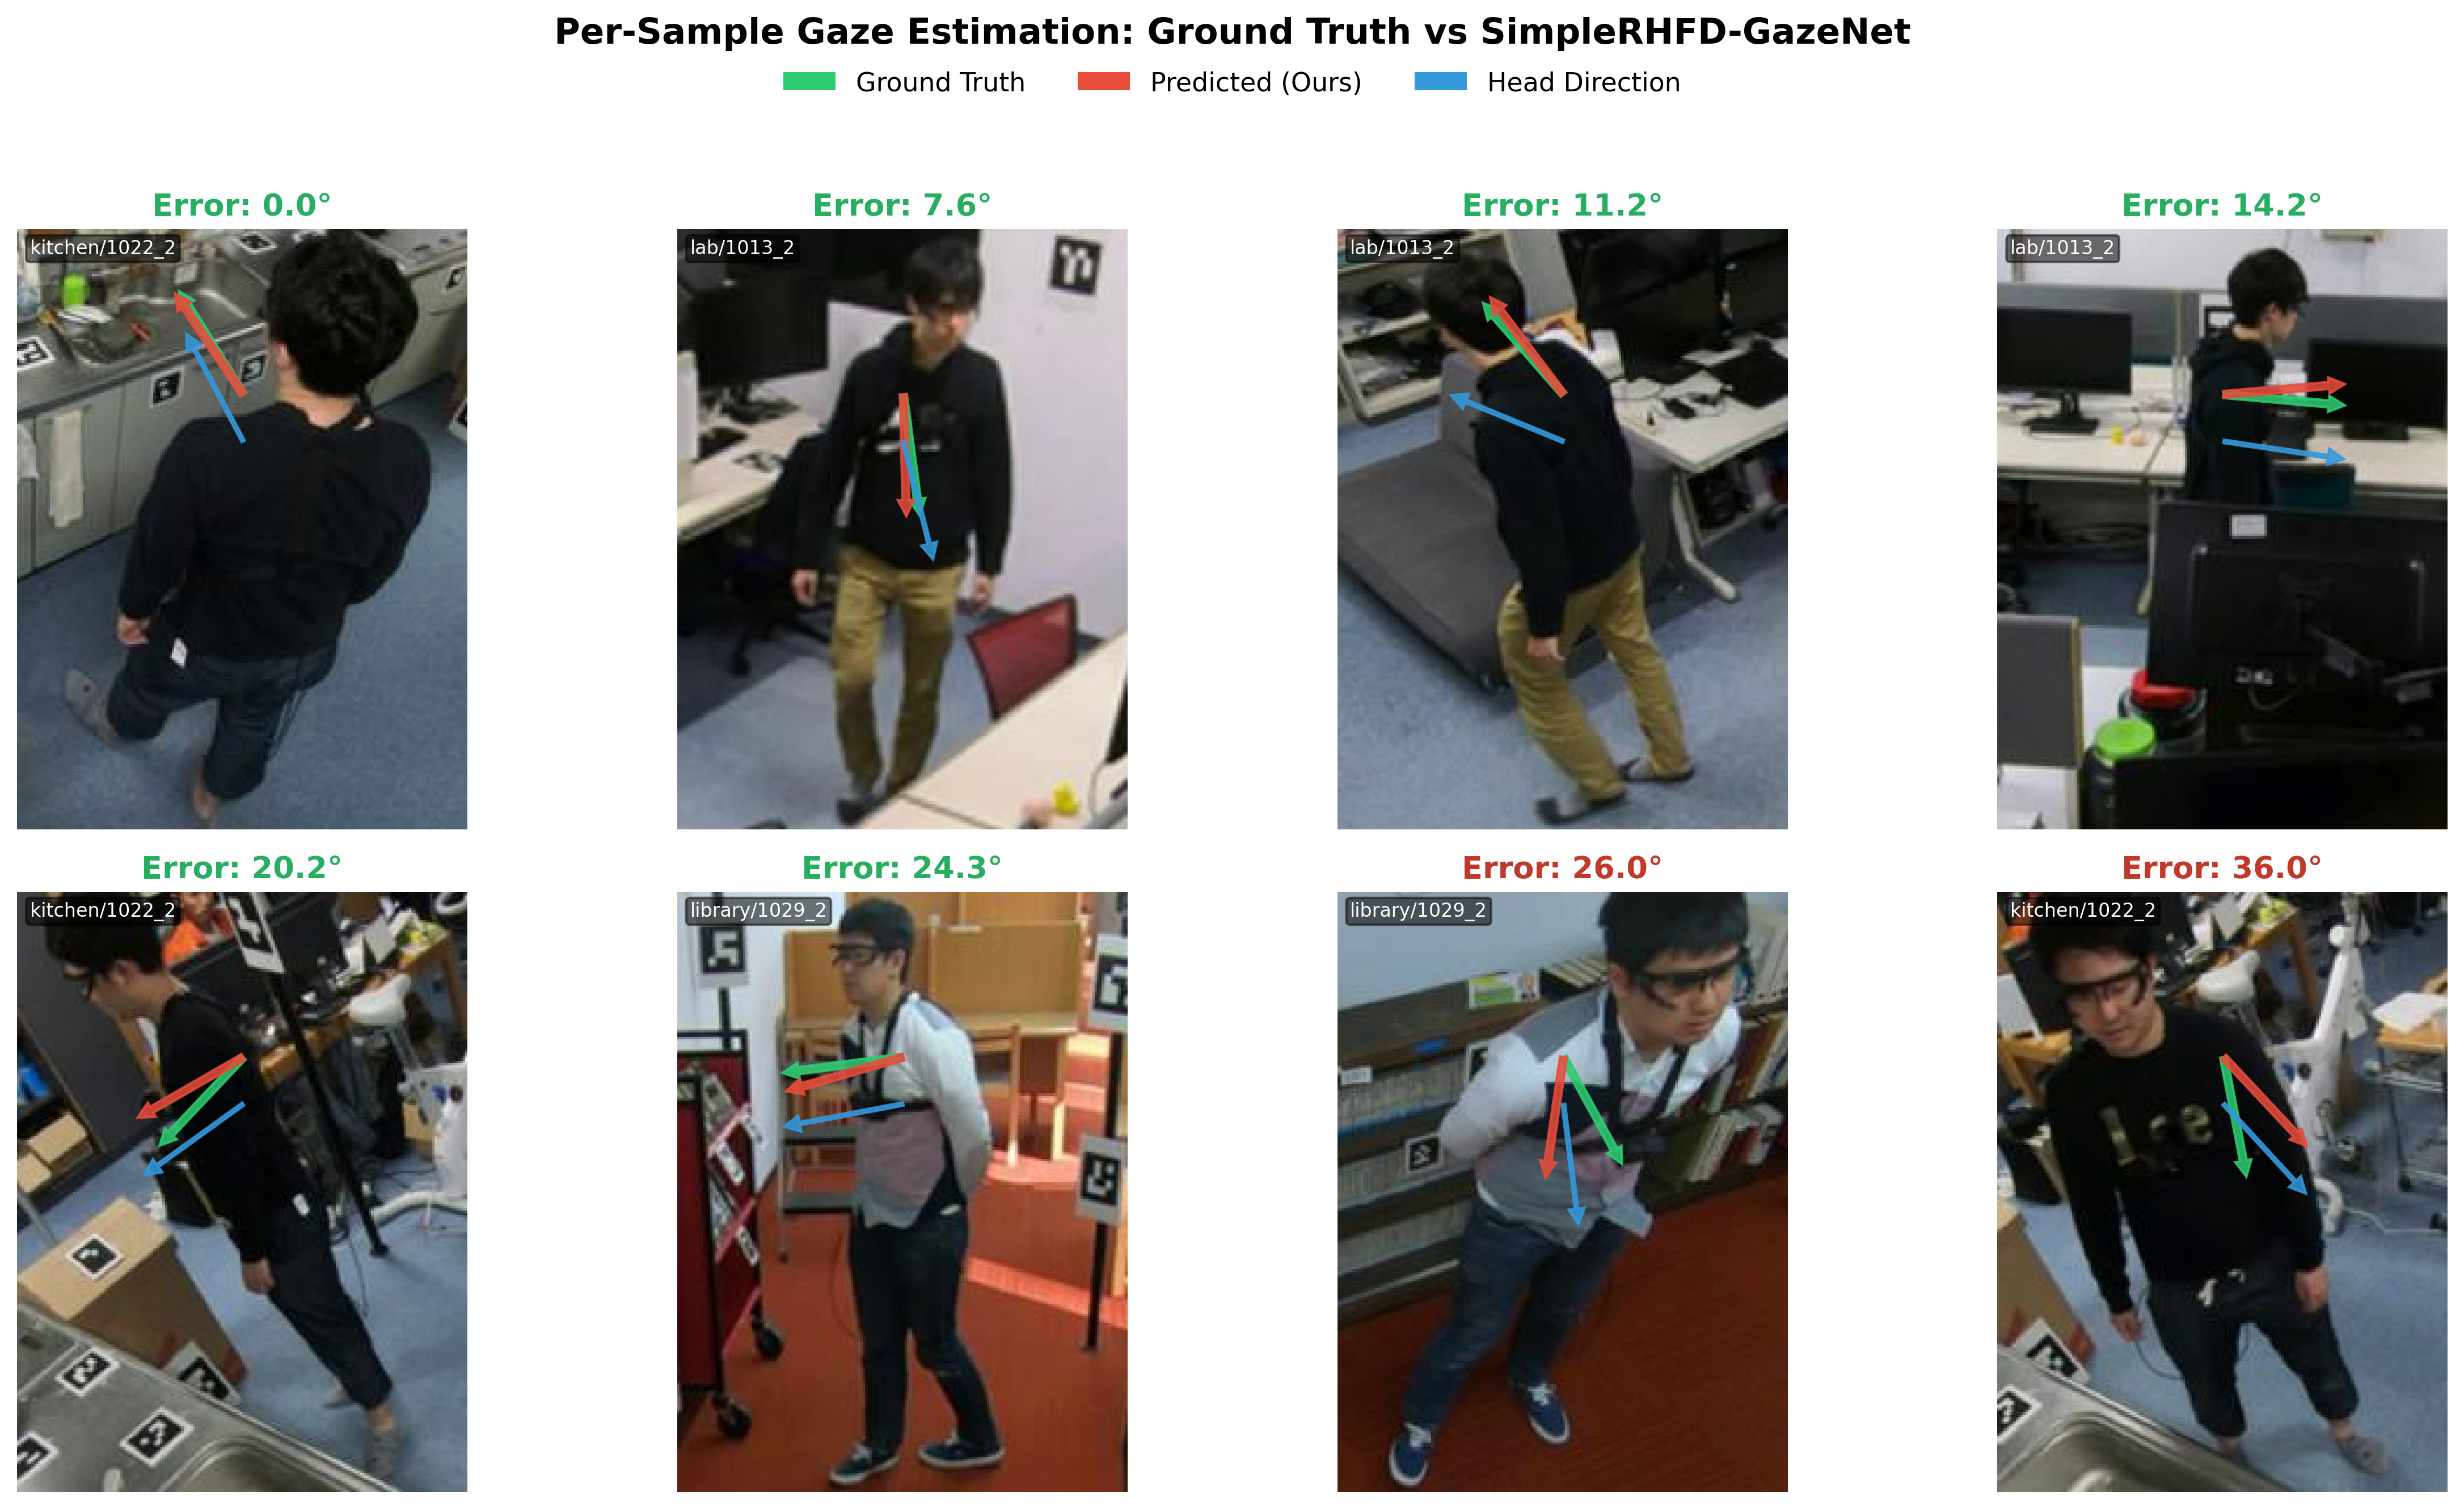 Per-Sample Gaze Estimation: Ground Truth vs SimpleRHFD-GazeNet
Ground Truth Predicted (Ours) Head Direction
Error: 0.0° Error: 7.6° Error: 11.2° Error: 14.2°
kitchen/1022_2 lab/1013_2 lab/1013_2 lab/1013_2
Error: 20.2° Error: 24.3° Error: 26.0° Error: 36.0°
kitchen/1022_2 library/1029_2 library/1029_2 kitchen/1022_2